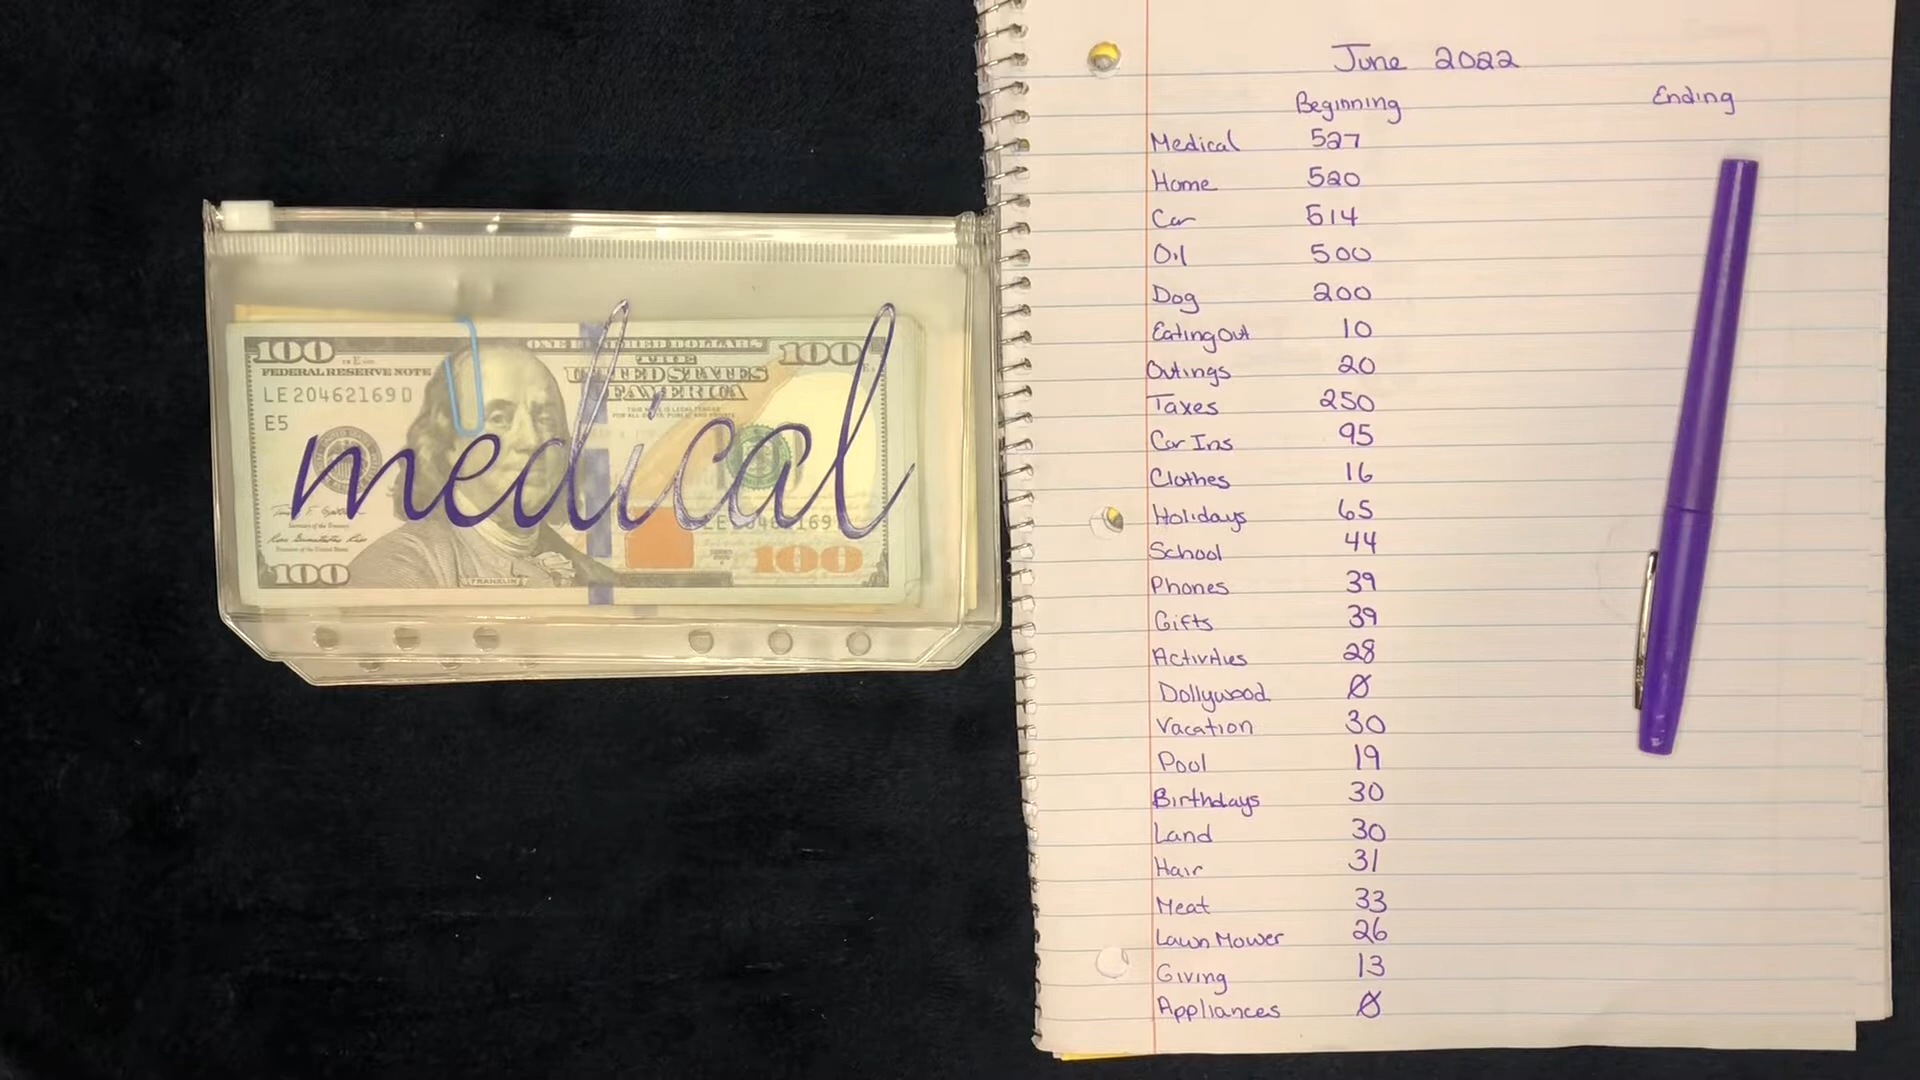 100
FEDERAL RESERVE NOTE
ONE HUNDRED DOLLARS
THE
UNITED STATES
OF AMERICA
100
LE 20462169 D
E5
medical
100
FRANKLIN
100
June 2022
Beginning Ending
Medical 527
Home 520
Car 514
Oil 500
Dog 200
Eating Out 10
Outings 20
Taxes 250
Car Ins 95
Clothes 16
Holidays 65
School 44
Phones 39
Gifts 39
Activities 28
Dollywood Ø
Vacation 30
Pool 19
Birthdays 30
Land 30
Hair 31
Meat 33
Lawn Mower 26
Giving 13
Appliances Ø